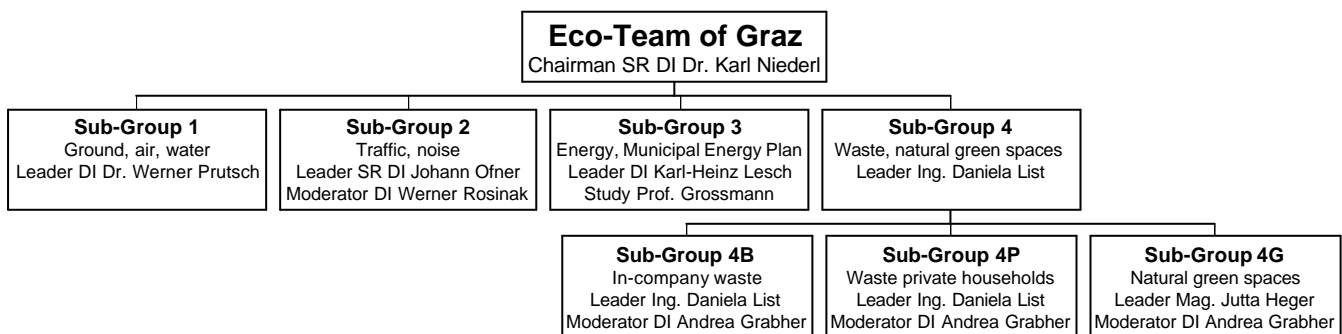 Eco-Team of Graz
Chairman SR DI Dr. Karl Niederl
Sub-Group 1
Ground, air, water
Leader DI Dr. Werner Prutsch
Sub-Group 2
Traffic, noise
Leader SR DI Johann Ofner
Moderator DI Werner Rosinak
Sub-Group 3
Energy, Municipal Energy Plan
Leader DI Karl-Heinz Lesch
Study Prof. Grossmann
Sub-Group 4
Waste, natural green spaces
Leader Ing. Daniela List
Sub-Group 4B
In-company waste
Leader Ing. Daniela List
Moderator DI Andrea Grabher
Sub-Group 4P
Waste private households
Leader Ing. Daniela List
Moderator DI Andrea Grabher
Sub-Group 4G
Natural green spaces
Leader Mag. Jutta Heger
Moderator DI Andrea Grabher